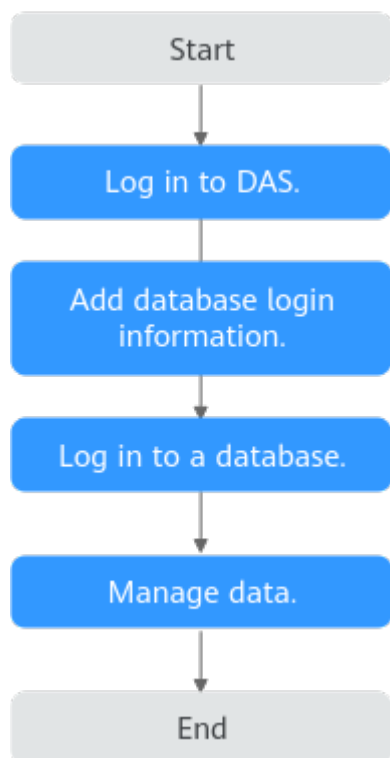 Start
Log in to DAS.
Add database login
information.
Log in to a database.
Manage data.
End